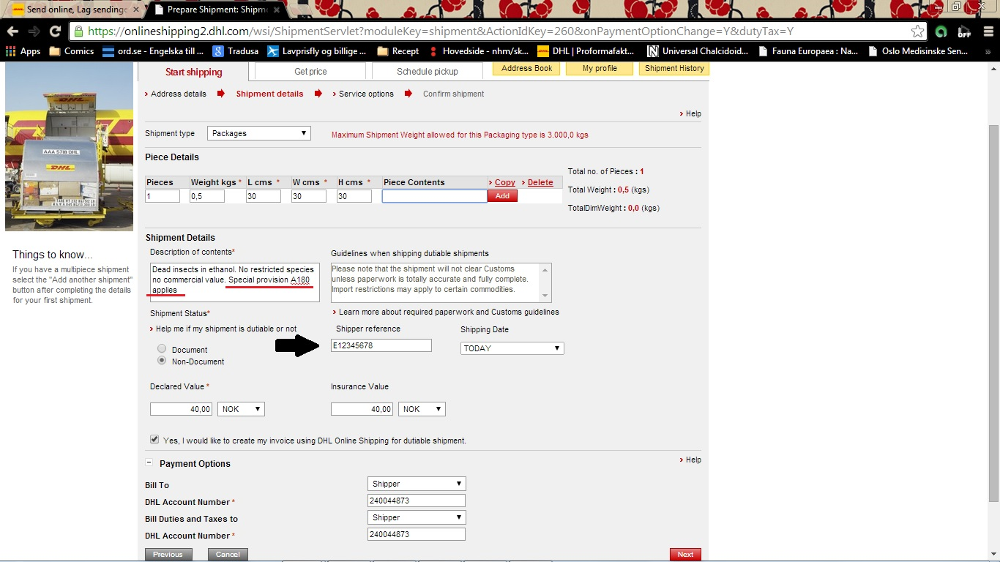 Send online, Lag sendinge
Prepare Shipment: Shipm
https://onlineshipping2.dhl.com/wsi/ShipmentServlet?moduleKey=shipment&ActionIdKey=260&onPaymentOptionChange=Y&dutyTax=Y
OFF
Apps Comics ord.se - Engelska till ... Tradusa Lavprisfly og billige ... Recept Hovedside - nhm/sk... DHL | Proformafakt... Universal Chalcidoid... Fauna Europaea : Na... Oslo Medisinske Sen... »
Start shipping Get price Schedule pickup Address Book My profile Shipment History
Address details Shipment details Service options Confirm shipment
Help
Shipment type Packages Maximum Shipment Weight allowed for this Packaging type is 3.000,0 kgs
AAA 5718 DHL
DHL
Piece Details
Pieces Weight kgs * L cms * W cms * H cms * Piece Contents Copy Delete
1 0,5 30 30 30 Add
Total no. of Pieces : 1
Total Weight : 0,5 (kgs)
TotalDimWeight : 0,0 (kgs)
Things to know...
If you have a multipiece shipment
select the "Add another shipment"
button after completing the details
for your first shipment.
Shipment Details
Description of contents*
Dead insects in ethanol. No restricted species
no commercial value. Special provision A180
applies
Guidelines when shipping dutiable shipments
Please note that the shipment will not clear Customs
unless paperwork is totally accurate and fully complete.
Import restrictions may apply to certain commodities.
Shipment Status*
Learn more about required paperwork and Customs guidelines
Help me if my shipment is dutiable or not
Shipper reference Shipping Date
Document
E12345678 TODAY
Non-Document
Declared Value * Insurance Value
40,00 NOK 40,00 NOK
Yes, I would like to create my invoice using DHL Online Shipping for dutiable shipment.
Payment Options Help
Bill To Shipper
DHL Account Number * 240044873
Bill Duties and Taxes to Shipper
DHL Account Number * 240044873
Previous Cancel Next